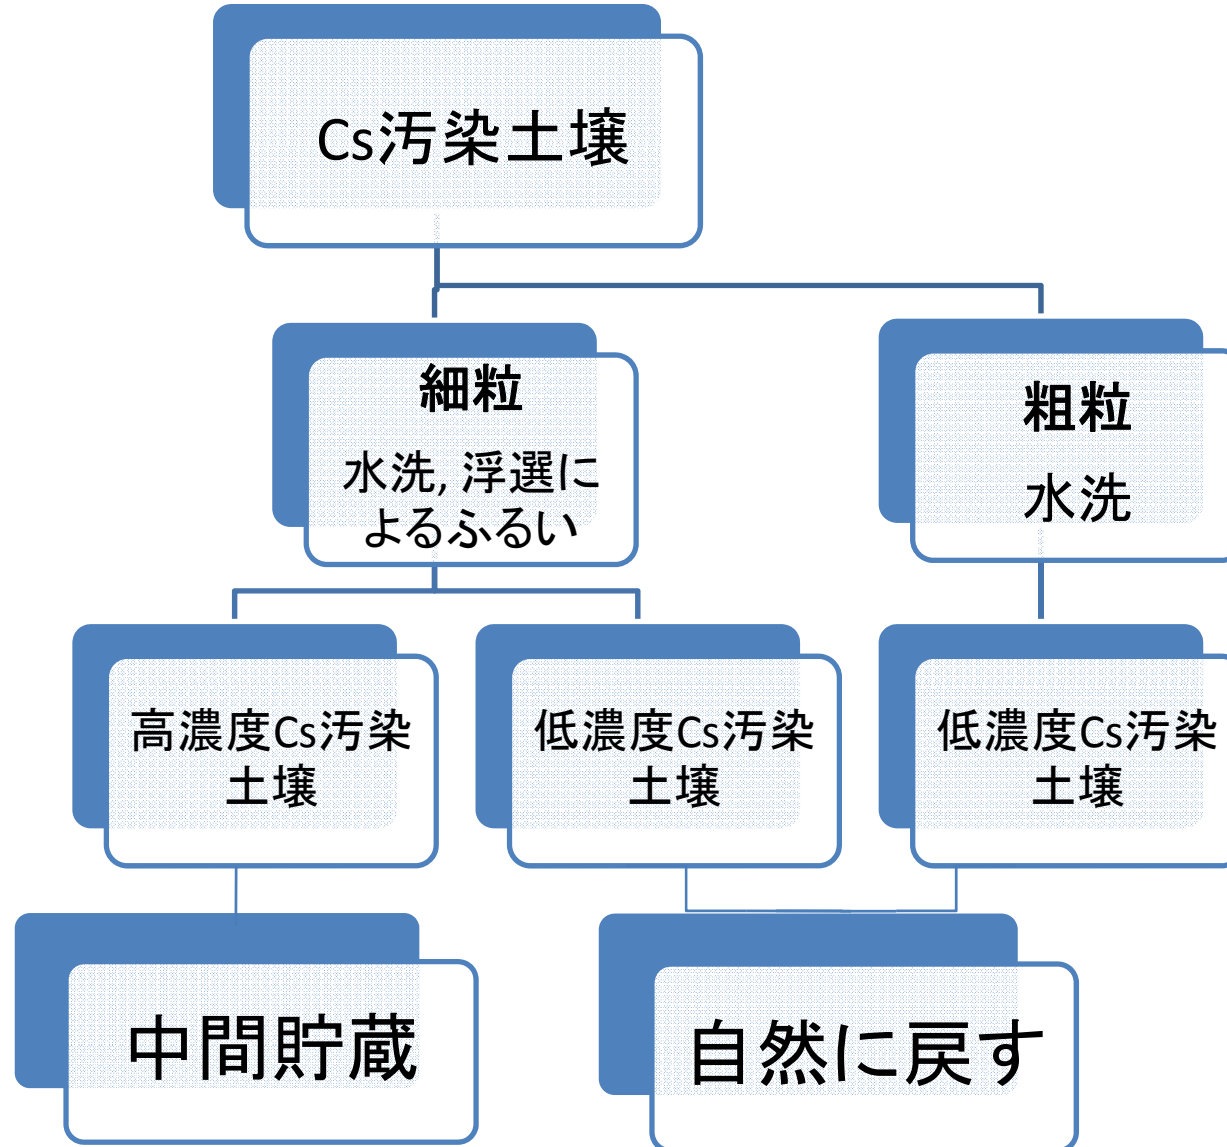 Cs汚染土壌
細粒
水洗, 浮選に
よるふるい
粗粒
水洗
高濃度Cs汚染
土壌
低濃度Cs汚染
土壌
低濃度Cs汚染
土壌
中間貯蔵
自然に戻す